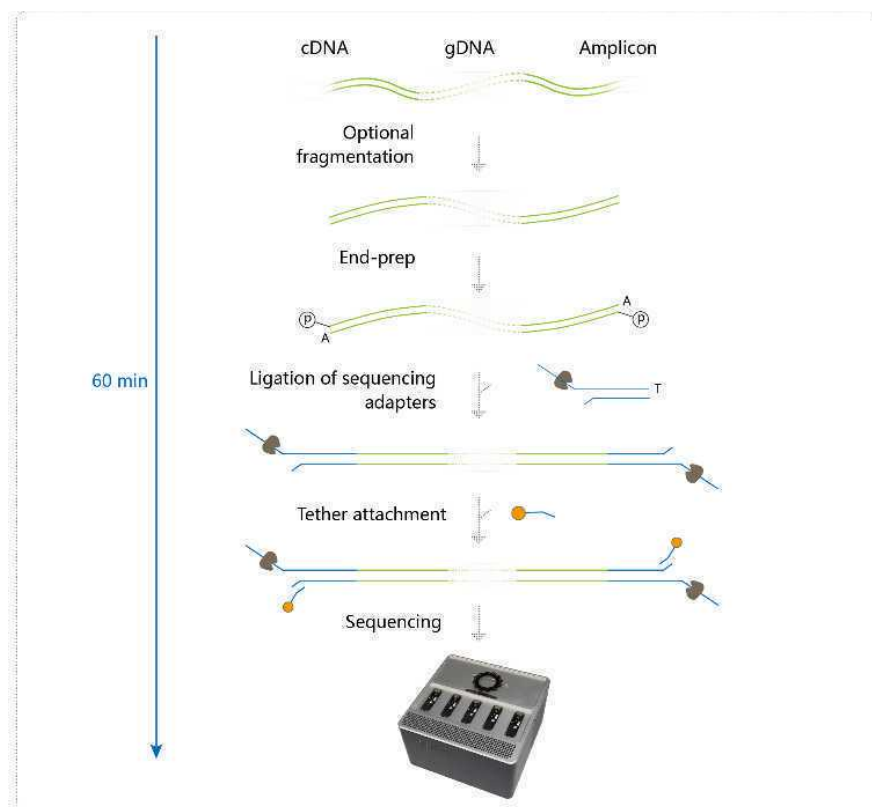 cDNA
gDNA
Amplicon
Optional
fragmentation
End-prep
P
A
A
P
60 min
Ligation of sequencing
adapters
T
Tether attachment
Sequencing